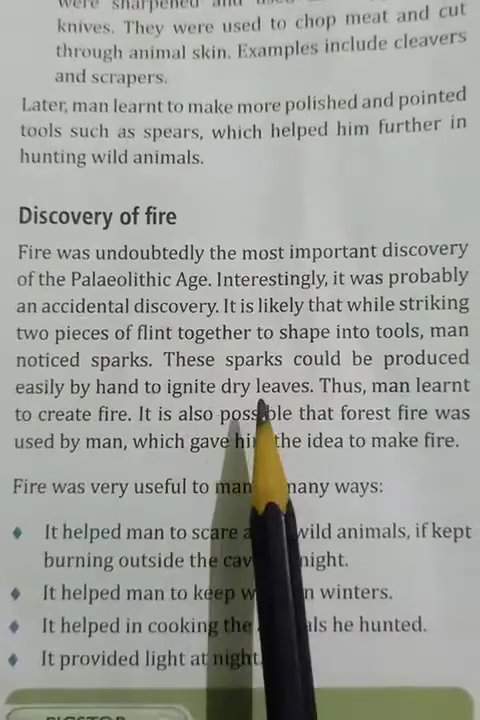 were sharpened and used
knives. They were used to chop meat and cut
through animal skin. Examples include cleavers
and scrapers.
Later, man learnt to make more polished and pointed
tools such as spears, which helped him further in
hunting wild animals.
Discovery of fire
Fire was undoubtedly the most important discovery
of the Palaeolithic Age. Interestingly, it was probably
an accidental discovery. It is likely that while striking
two pieces of flint together to shape into tools, man
noticed sparks. These sparks could be produced
easily by hand to ignite dry leaves. Thus, man learnt
to create fire. It is also possible that forest fire was
used by man, which gave him the idea to make fire.
Fire was very useful to man many ways:
It helped man to scare wild animals, if kept
burning outside the cave night.
It helped man to keep winters.
It helped in cooking the he hunted.
It provided light at night.